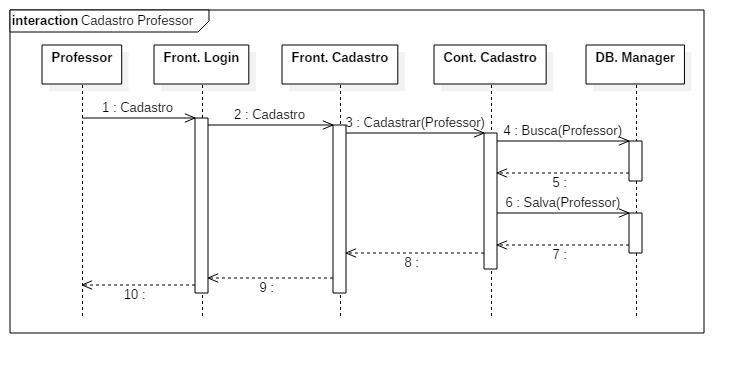 interaction Cadastro Professor
Professor
Front. Login
Front. Cadastro
Cont. Cadastro
DB. Manager
1 : Cadastro
2 : Cadastro
3 : Cadastrar(Professor)
4 : Busca(Professor)
5 :
6 : Salva(Professor)
7 :
8 :
9 :
10 :